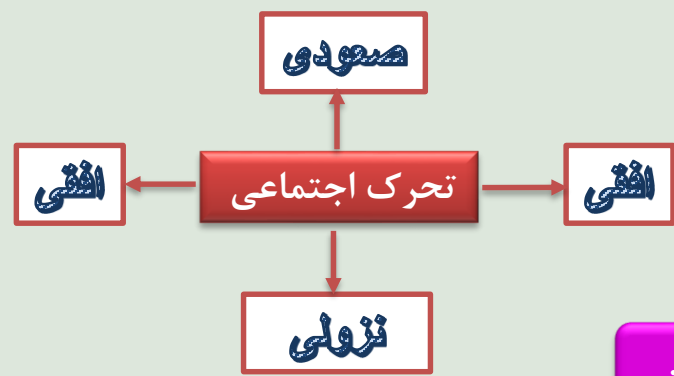 صعودی
افقی
تحرک اجتماعی
افقی
نزولی